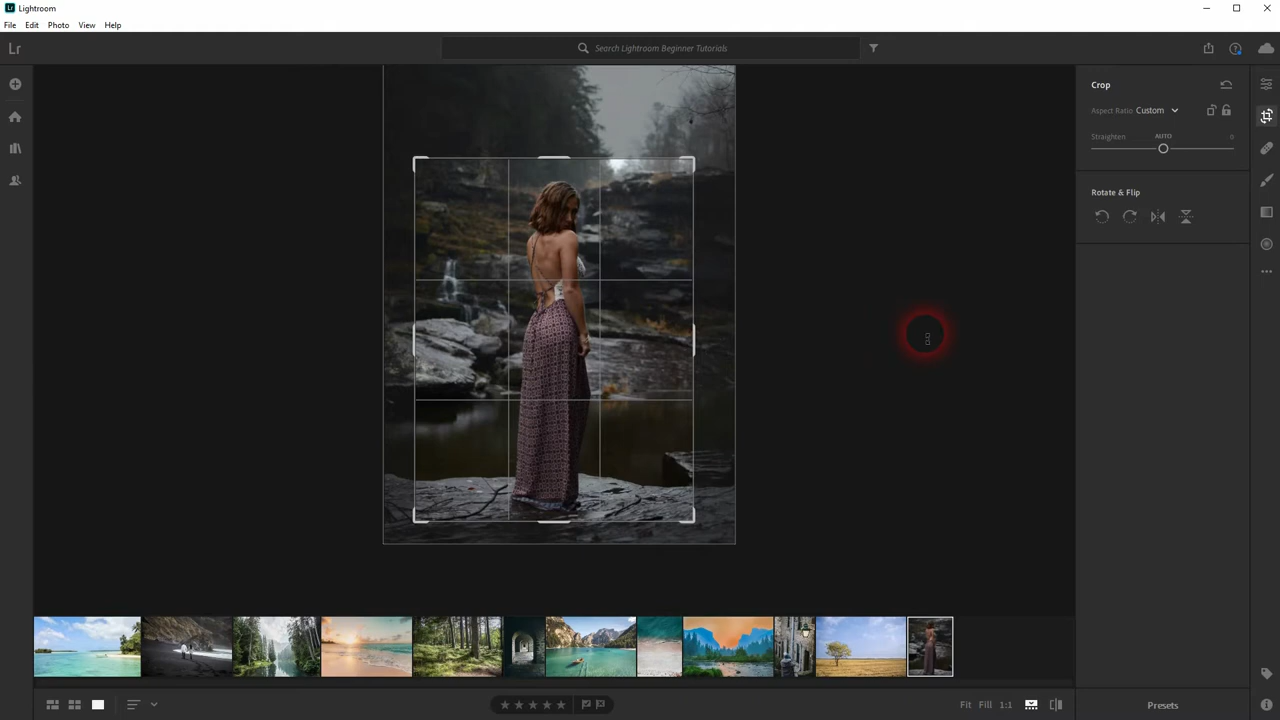 Lr Lightroom
File Edit Photo View Help
Lr
Search Lightroom Beginner Tutorials
Crop
Aspect Ratio Custom
Straighten AUTO 0
Rotate & Flip
Fit Fill 1:1
Presets